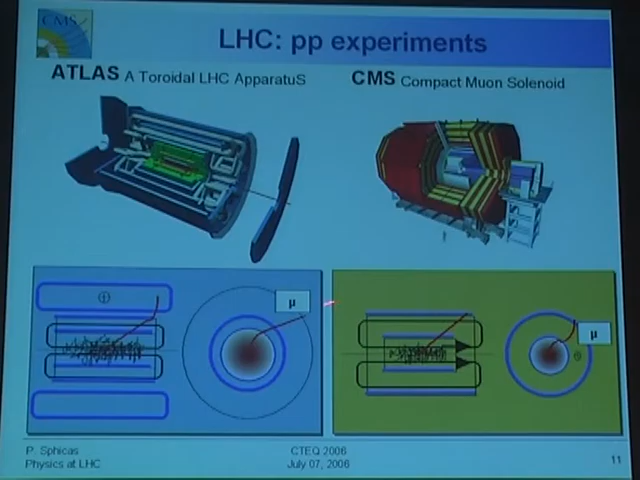 CMS
LHC: pp experiments
ATLAS A Toroidal LHC ApparatuS
CMS Compact Muon Solenoid
μ
μ
P. Sphicas
Physics at LHC
CTEQ 2006
July 07, 2006
11